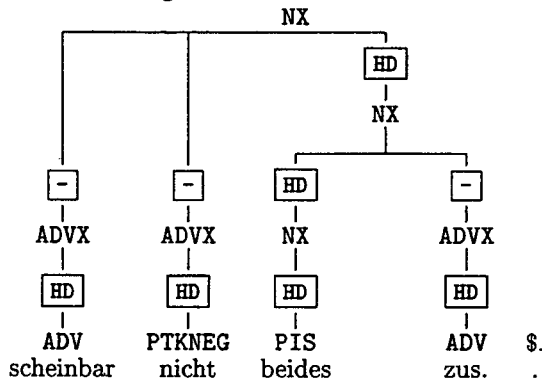 NX
HD
NX
- - HD -
ADVX ADVX NX ADVX
HD HD HD HD
ADV PTKNEG PIS ADV $.
scheinbar nicht beides zus. .